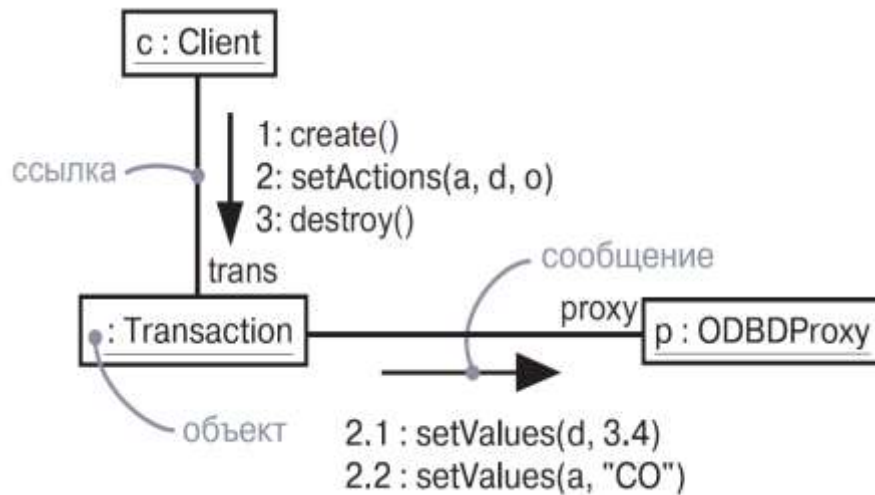 c : Client
1: create()
ссылка
2: setActions(a, d, o)
3: destroy()
trans
сообщение
: Transaction
proxy
p : ODBDProxy
объект
2.1 : setValues(d, 3.4)
2.2 : setValues(a, "CO")